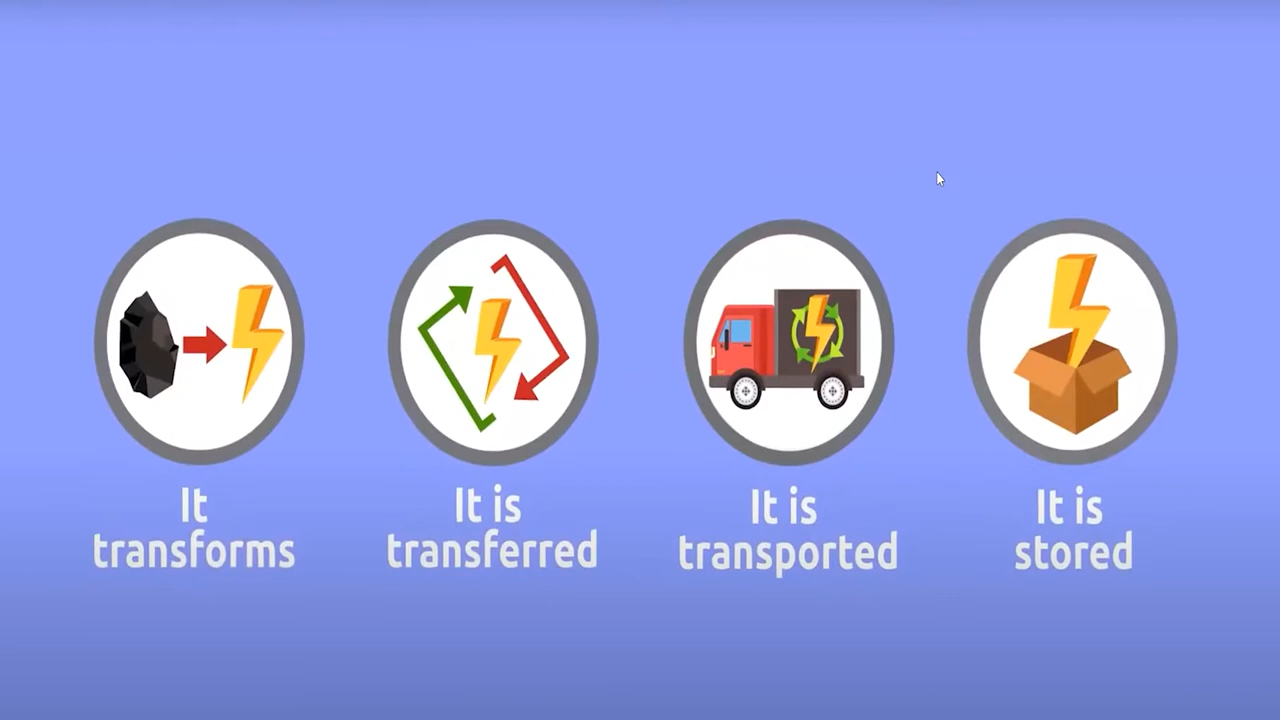 It
transforms
It is
transferred
It is
transported
It is
stored